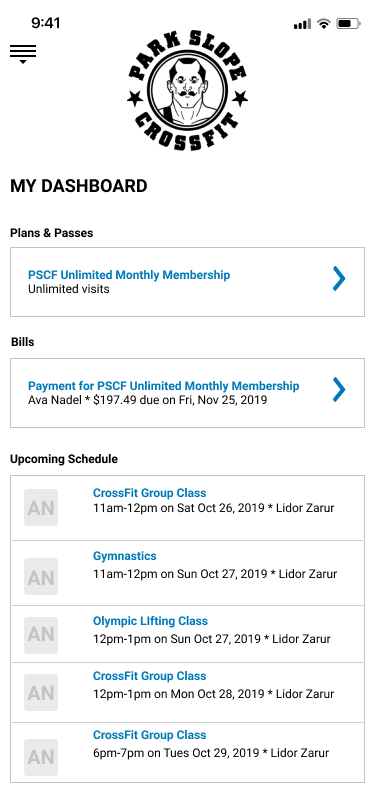 9:41
PARK SLOPE
CROSSFIT
MY DASHBOARD
Plans & Passes
PSCF Unlimited Monthly Membership
Unlimited visits
Bills
Payment for PSCF Unlimited Monthly Membership
Ava Nadel * $197.49 due on Fri, Nov 25, 2019
Upcoming Schedule
AN
CrossFit Group Class
11am-12pm on Sat Oct 26, 2019 * Lidor Zarur
AN
Gymnastics
11am-12pm on Sun Oct 27, 2019 * Lidor Zarur
AN
Olympic LIfting Class
12pm-1pm on Sun Oct 27, 2019 * Lidor Zarur
AN
CrossFit Group Class
12pm-1pm on Mon Oct 28, 2019 * Lidor Zarur
AN
CrossFit Group Class
6pm-7pm on Tues Oct 29, 2019 * Lidor Zarur